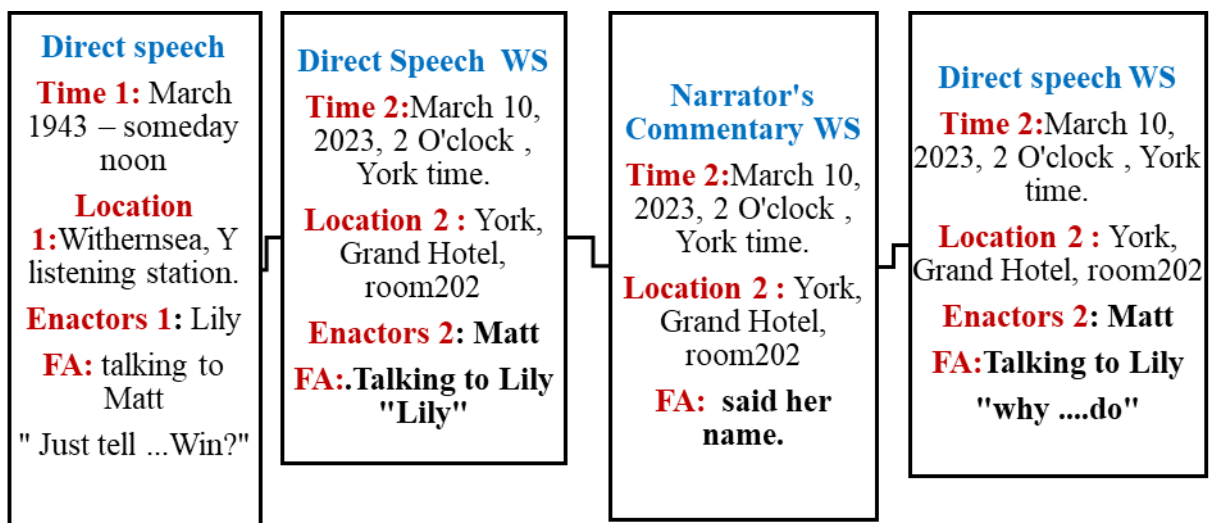 Direct speech
Time 1: March
1943 – someday
noon
Location
1:Withernsea, Y
listening station.
Enactors 1: Lily
FA: talking to
Matt
" Just tell ...Win?"
Direct Speech WS
Time 2:March 10,
2023, 2 O'clock ,
York time.
Location 2 : York,
Grand Hotel,
room202
Enactors 2: Matt
FA:.Talking to Lily
"Lily"
Narrator's
Commentary WS
Time 2:March 10,
2023, 2 O'clock ,
York time.
Location 2 : York,
Grand Hotel,
room202
FA: said her
name.
Direct speech WS
Time 2:March 10,
2023, 2 O'clock , York
time.
Location 2 : York,
Grand Hotel, room202
Enactors 2: Matt
FA:Talking to Lily
"why ....do"